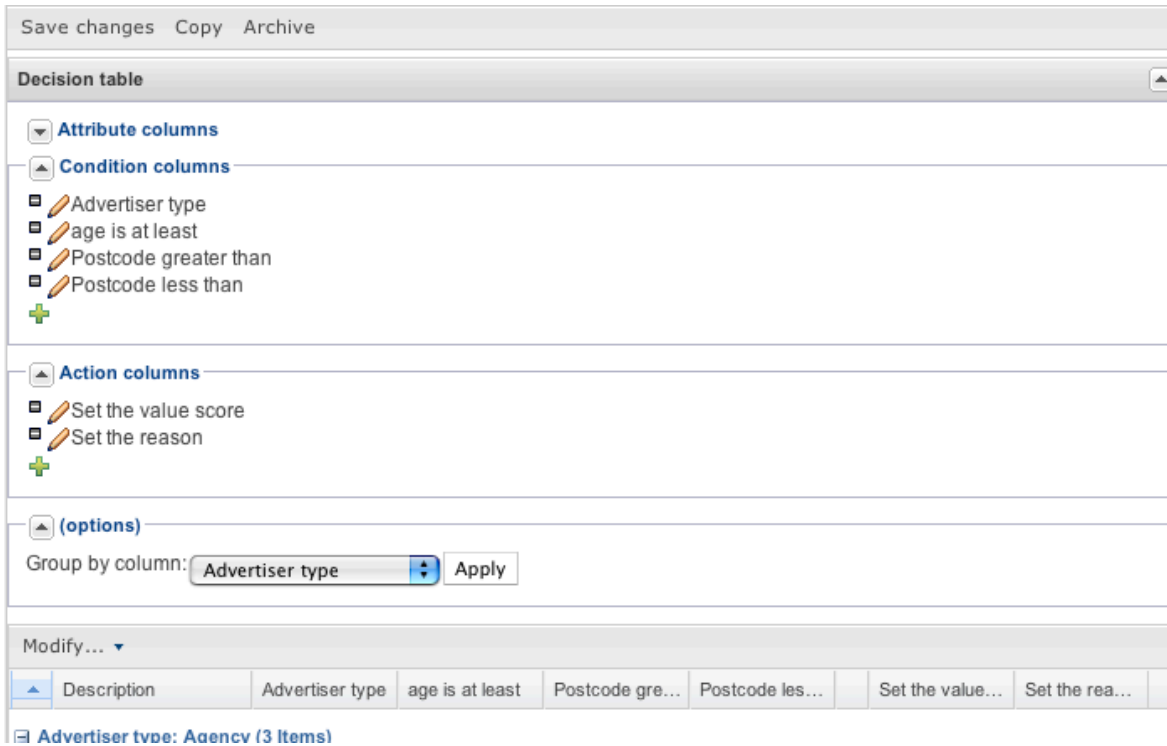 Save changes Copy Archive
Decision table
Attribute columns
Condition columns
Advertiser type
age is at least
Postcode greater than
Postcode less than
Action columns
Set the value score
Set the reason
(options)
Group by column: Advertiser type Apply
Modify...
Description Advertiser type age is at least Postcode gre... Postcode les... Set the value... Set the rea...
Advertiser type: Agency (3 Items)